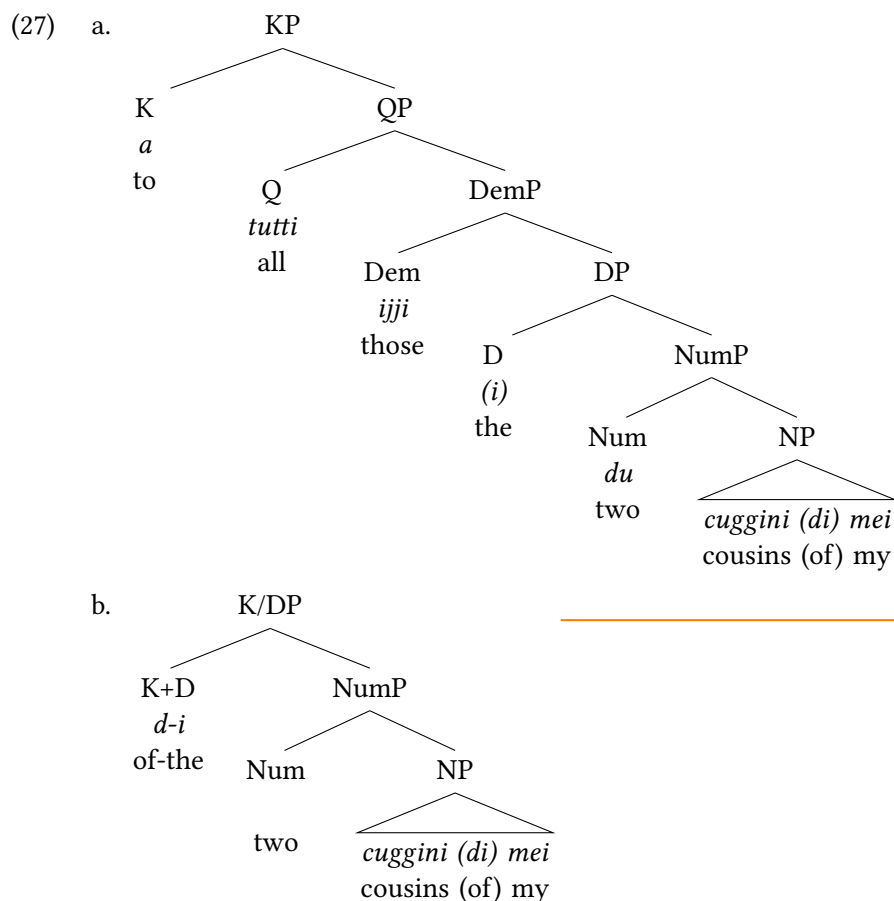 (27) a. KP
K QP
a
to
Q DemP
tutti
all
Dem DP
ijji
those
D NumP
(i)
the
Num NP
du
two
cuggini (di) mei
cousins (of) my
b. K/DP
K+D NumP
d-i
of-the
Num NP
two
cuggini (di) mei
cousins (of) my